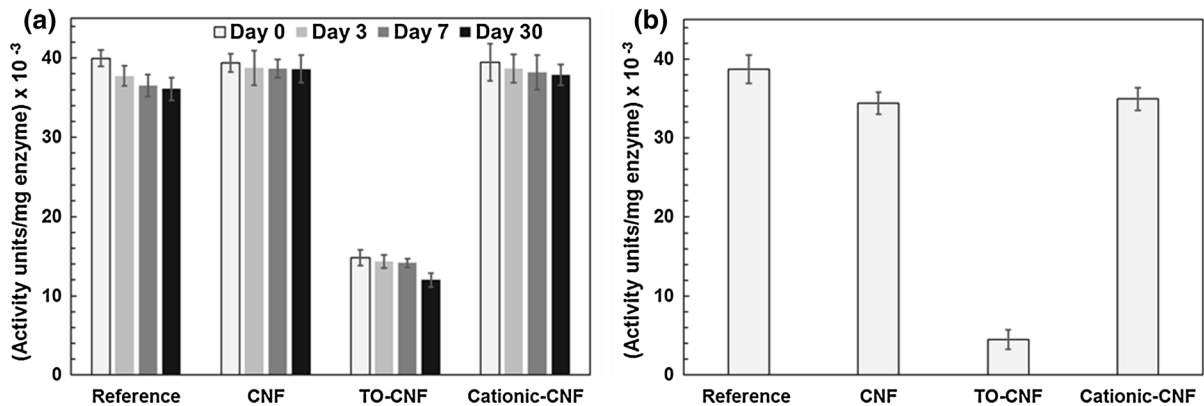 (a)
Day 0 Day 3 Day 7 Day 30
(Activity units/mg enzyme) x 10 -3
40
30
20
10
0
Reference CNF TO-CNF Cationic-CNF
(b)
(Activity units/mg enzyme) x 10 -3
40
30
20
10
0
Reference CNF TO-CNF Cationic-CNF